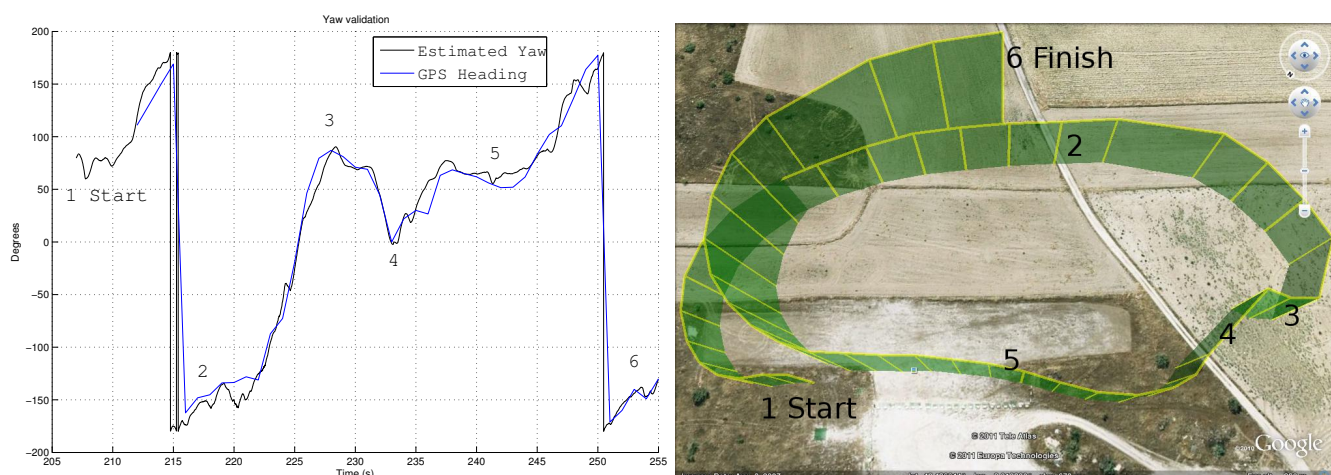 Yaw validation
200
150
100
50
0
−50
−100
−150
−200
Degrees
205
210
215
220
225
230
235
240
245
250
255
Time (s)
Estimated Yaw
GPS Heading
1 Start
2
3
4
5
6
6 Finish
2
3
4
5
1 Start
N
© 2011 Tele Atlas
© 2011 Europa Technologies
©2010 Google